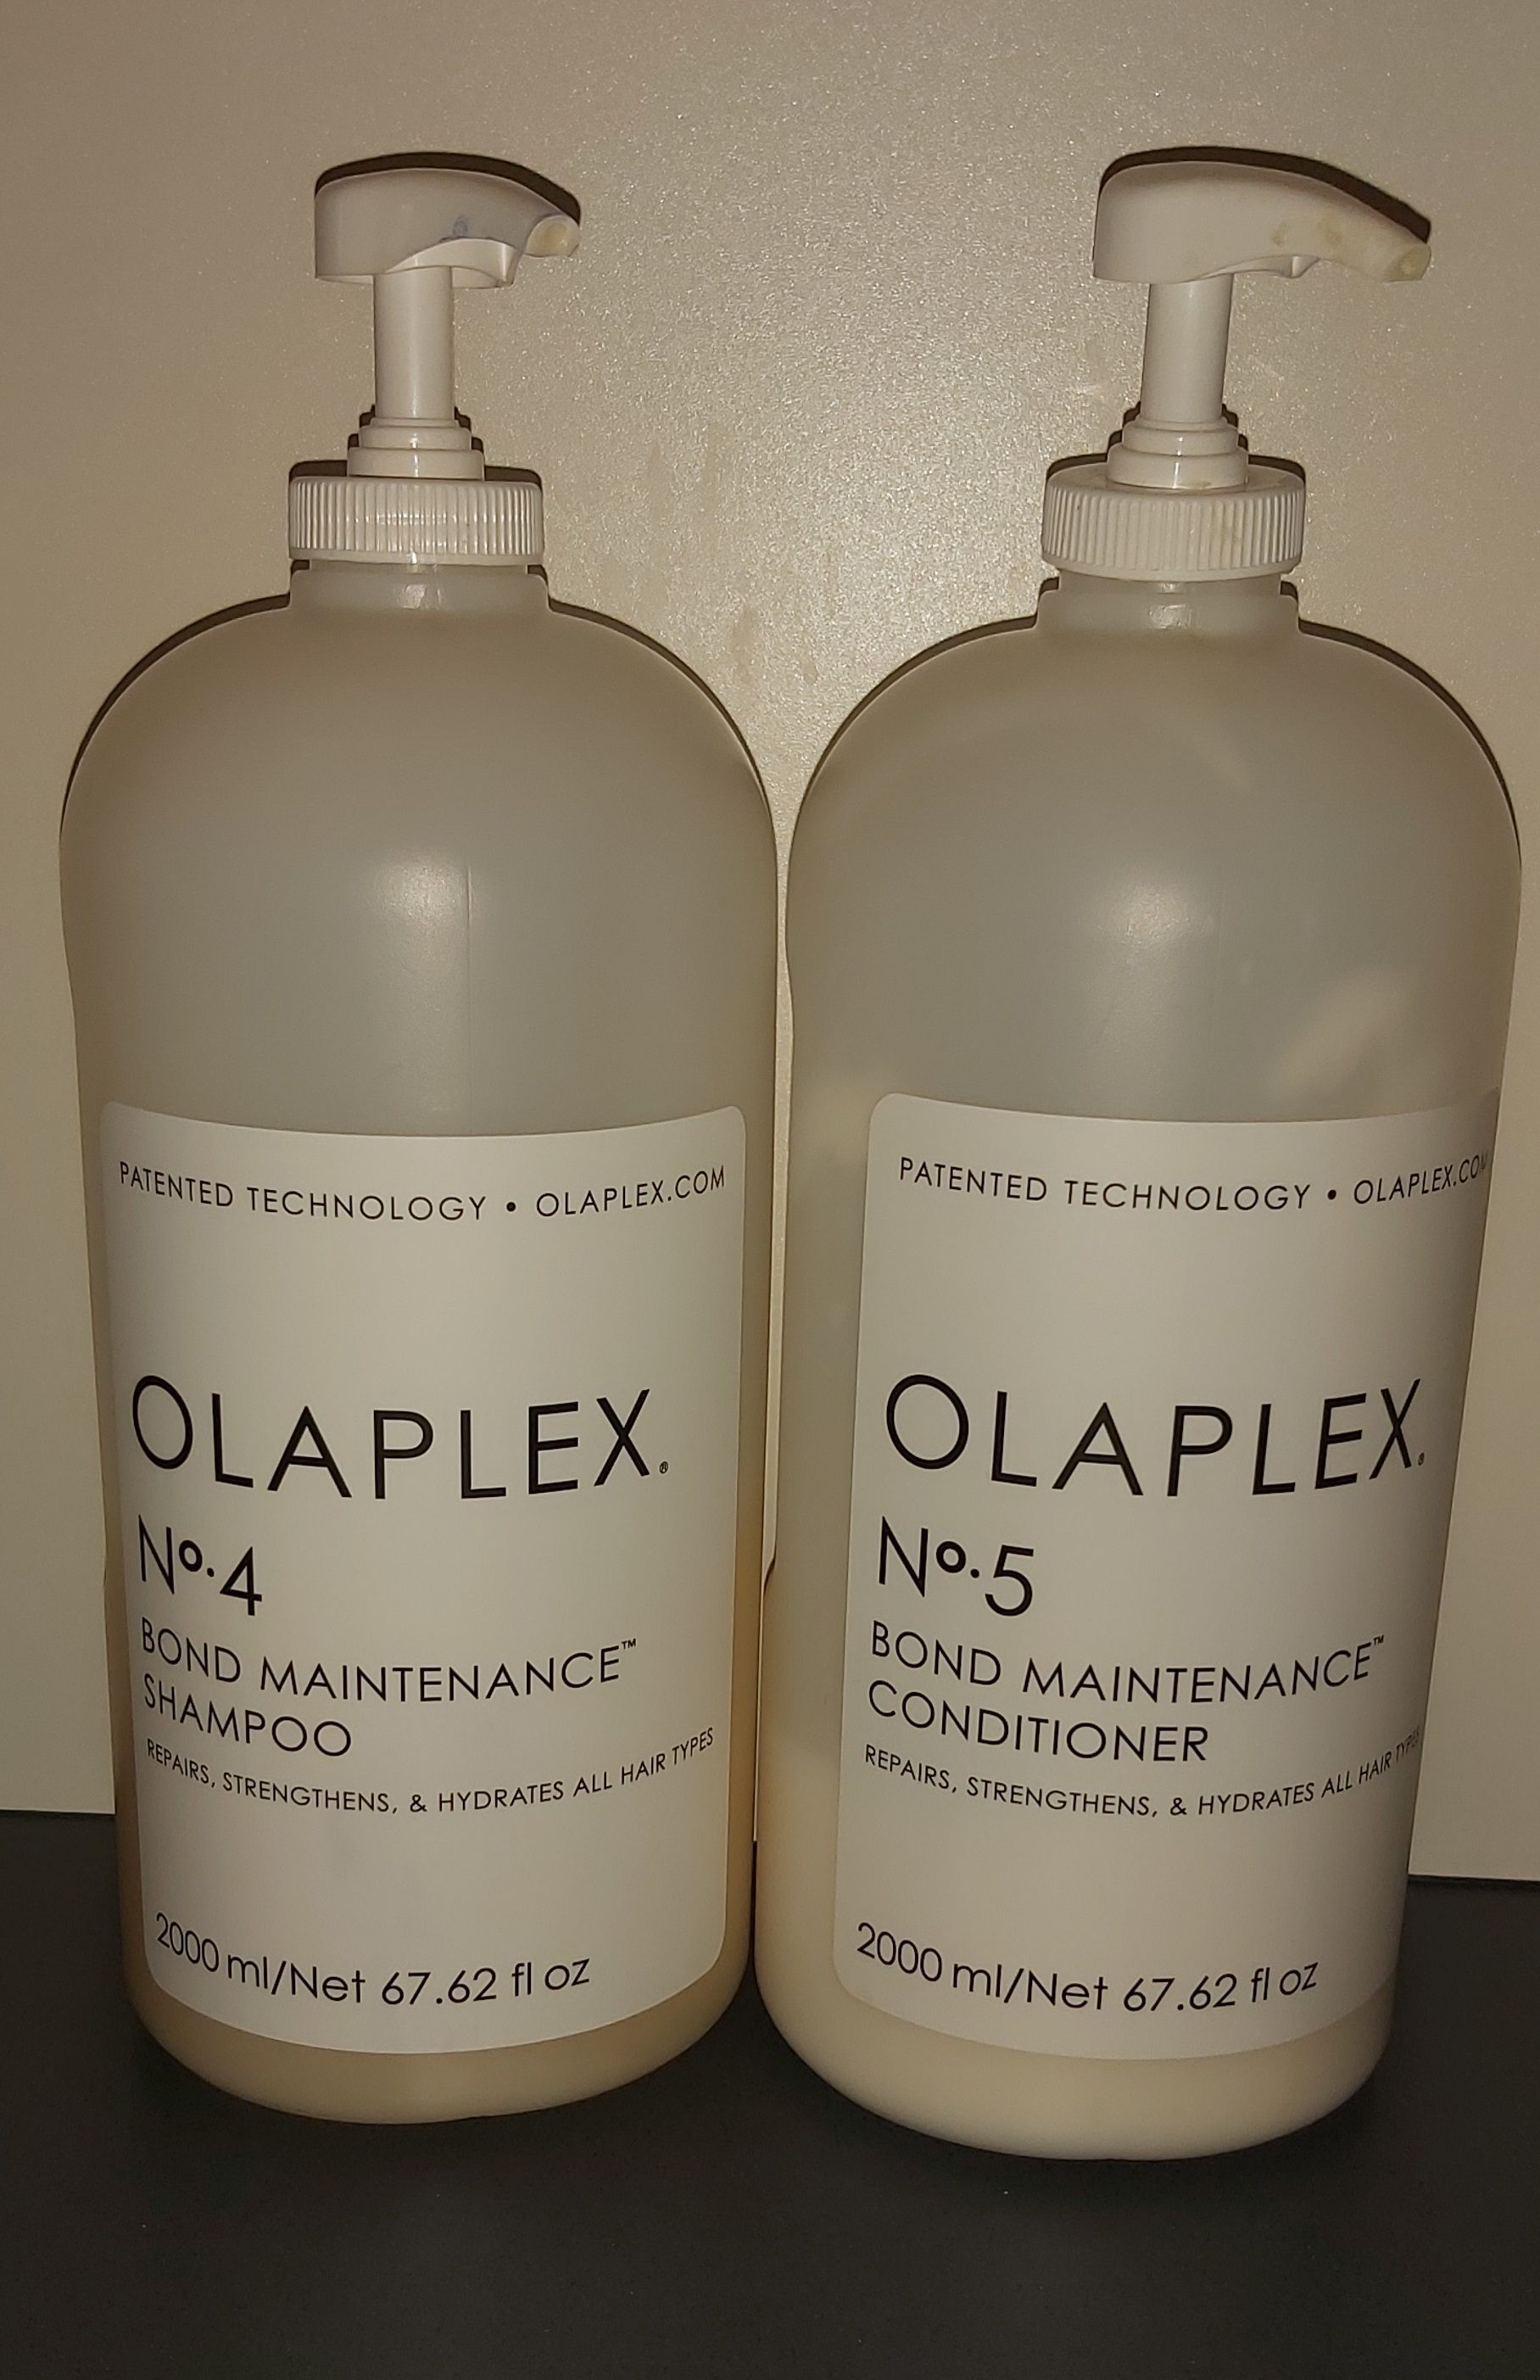 PATENTED TECHNOLOGY • OLAPLEX.COM
OLAPLEX®
Nº.4
BOND MAINTENANCE™
SHAMPOO
REPAIRS, STRENGTHENS, & HYDRATES ALL HAIR TYPES
2000 ml/Net 67.62 fl oz
PATENTED TECHNOLOGY • OLAPLEX.COM
OLAPLEX®
Nº.5
BOND MAINTENANCE™
CONDITIONER
REPAIRS, STRENGTHENS, & HYDRATES ALL HAIR TYPES
2000 ml/Net 67.62 fl oz